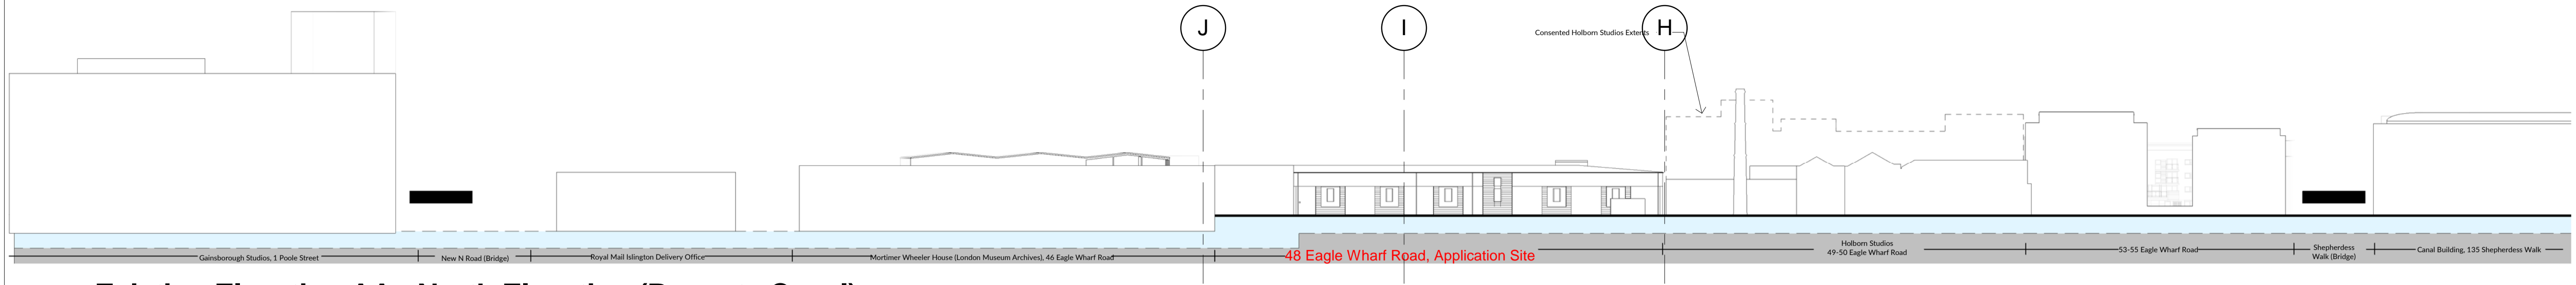 J
I
H
Consented Holborn Studios Extents
Gainsborough Studios, 1 Poole Street
New N Road (Bridge)
Royal Mail Islington Delivery Office
Mortimer Wheeler House (London Museum Archives), 46 Eagle Wharf Road
48 Eagle Wharf Road, Application Site
Holborn Studios
49-50 Eagle Wharf Road
53-55 Eagle Wharf Road
Shepherdess
Walk (Bridge)
Canal Building, 135 Shepherdess Walk